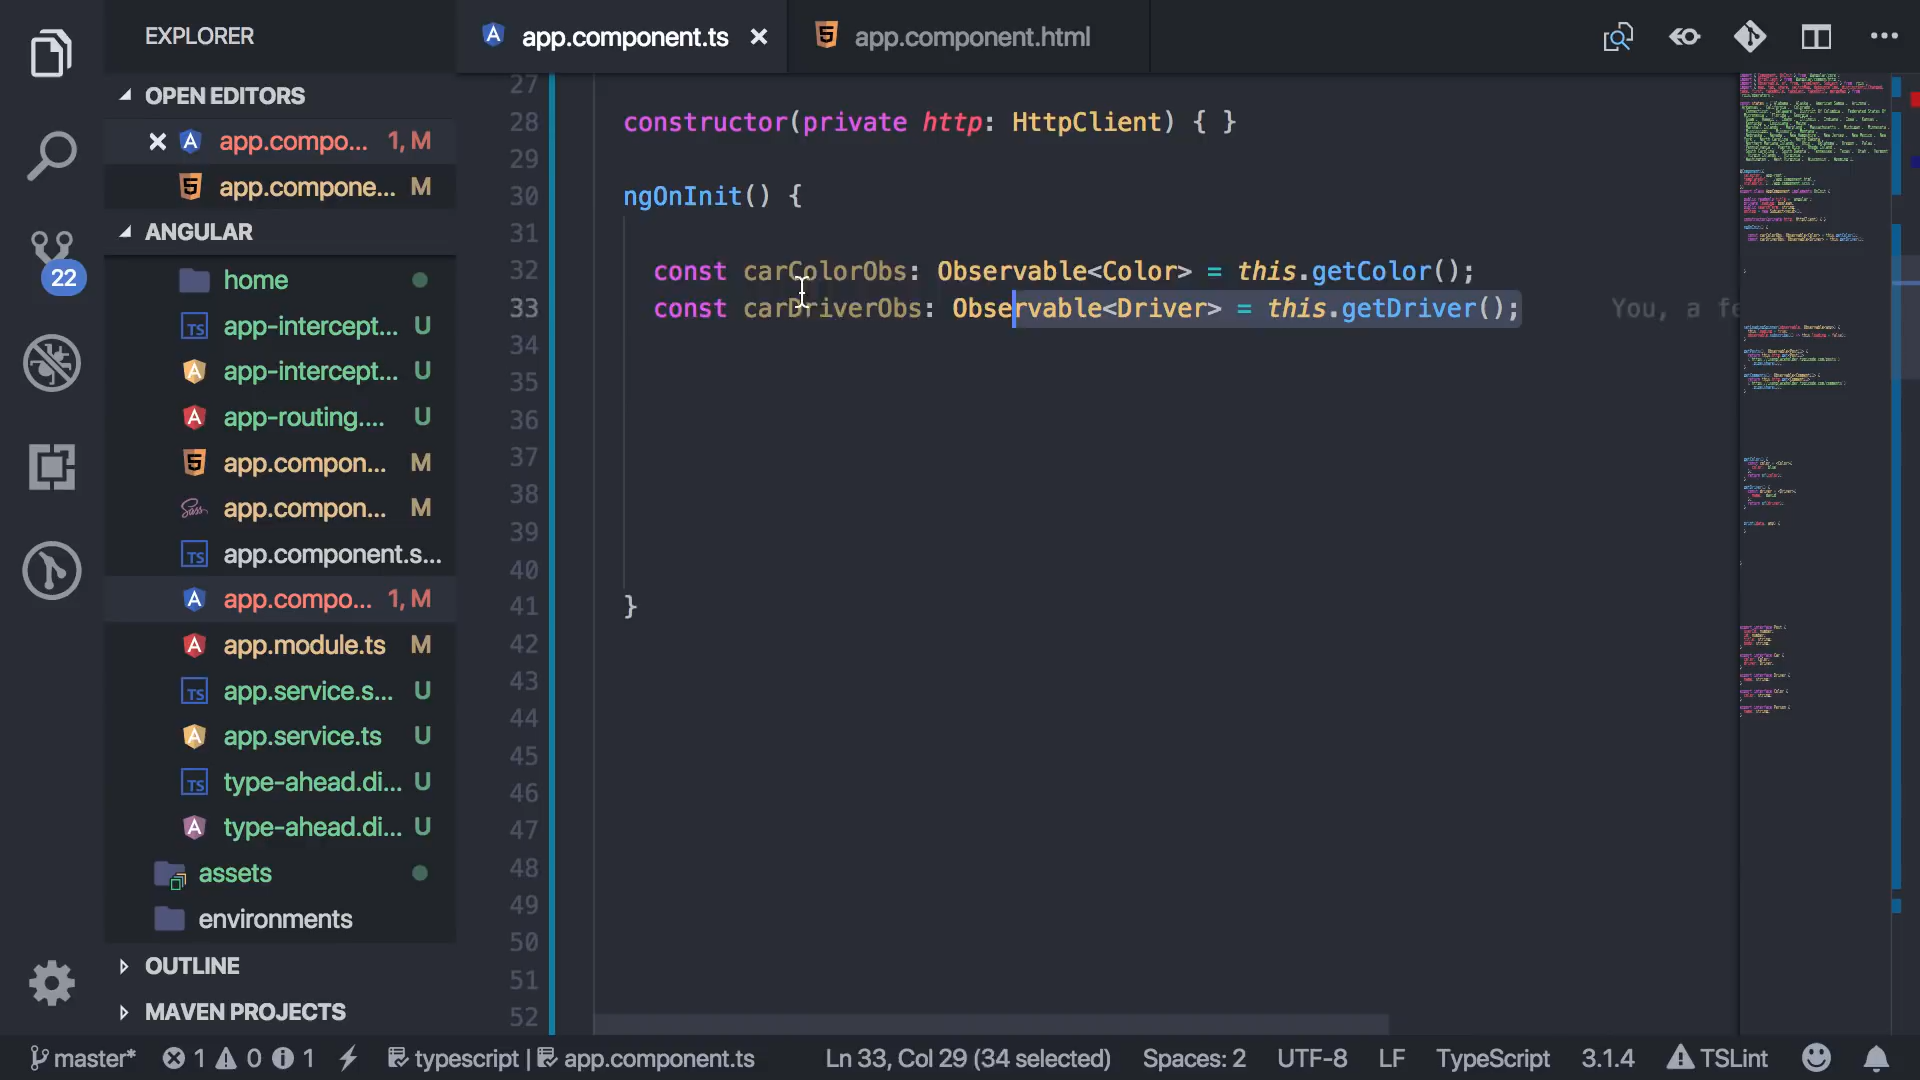 EXPLORER
app.component.ts
app.component.html
OPEN EDITORS
app.compo... 1, M
app.compone... M
ANGULAR
home
app-intercept... U
app-intercept... U
app-routing.... U
app.compon... M
app.compon... M
app.component.s...
app.compo... 1, M
app.module.ts M
app.service.s... U
app.service.ts U
type-ahead.di... U
type-ahead.di... U
assets
environments
OUTLINE
MAVEN PROJECTS
22
27
28 constructor(private http: HttpClient) { }
29
30 ngOnInit() {
31
32 const carColorObs: Observable<Color> = this.getColor();
33 const carDriverObs: Observable<Driver> = this.getDriver(); You, a fe
34
35
36
37
38
39
40
41 }
42
43
44
45
46
47
48
49
50
51
52
master* 1 0 1 typescript | app.component.ts Ln 33, Col 29 (34 selected) Spaces: 2 UTF-8 LF TypeScript 3.1.4 TSLint